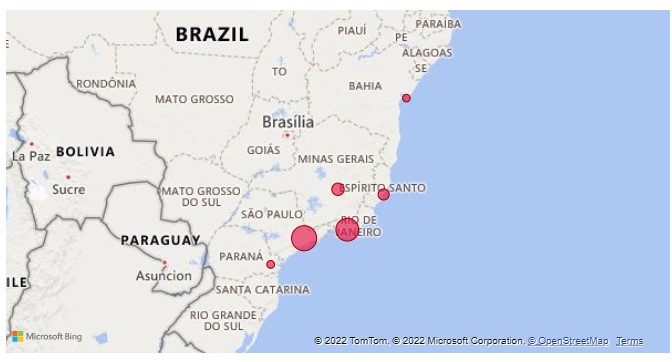 BRAZIL
PARAÍBA
PIAUÍ
PE
ALAGOAS
SE
E
TO
RONDÔNIA
BAHIA
MATO GROSSO
Brasília
La Paz
BOLIVIA
GOIÁS
MINAS GERAIS
Sucre
MATO GROSSO
DO SUL
ESPÍRITO SANTO
SÃO PAULO
RIO DE
JANEIRO
PARAGUAY
PARANÁ
Asuncion
ILE
SANTA CATARINA
RIO GRANDE
DO SUL
Microsoft Bing
© 2022 TomTom, © 2022 Microsoft Corporation, © OpenStreetMap Terms